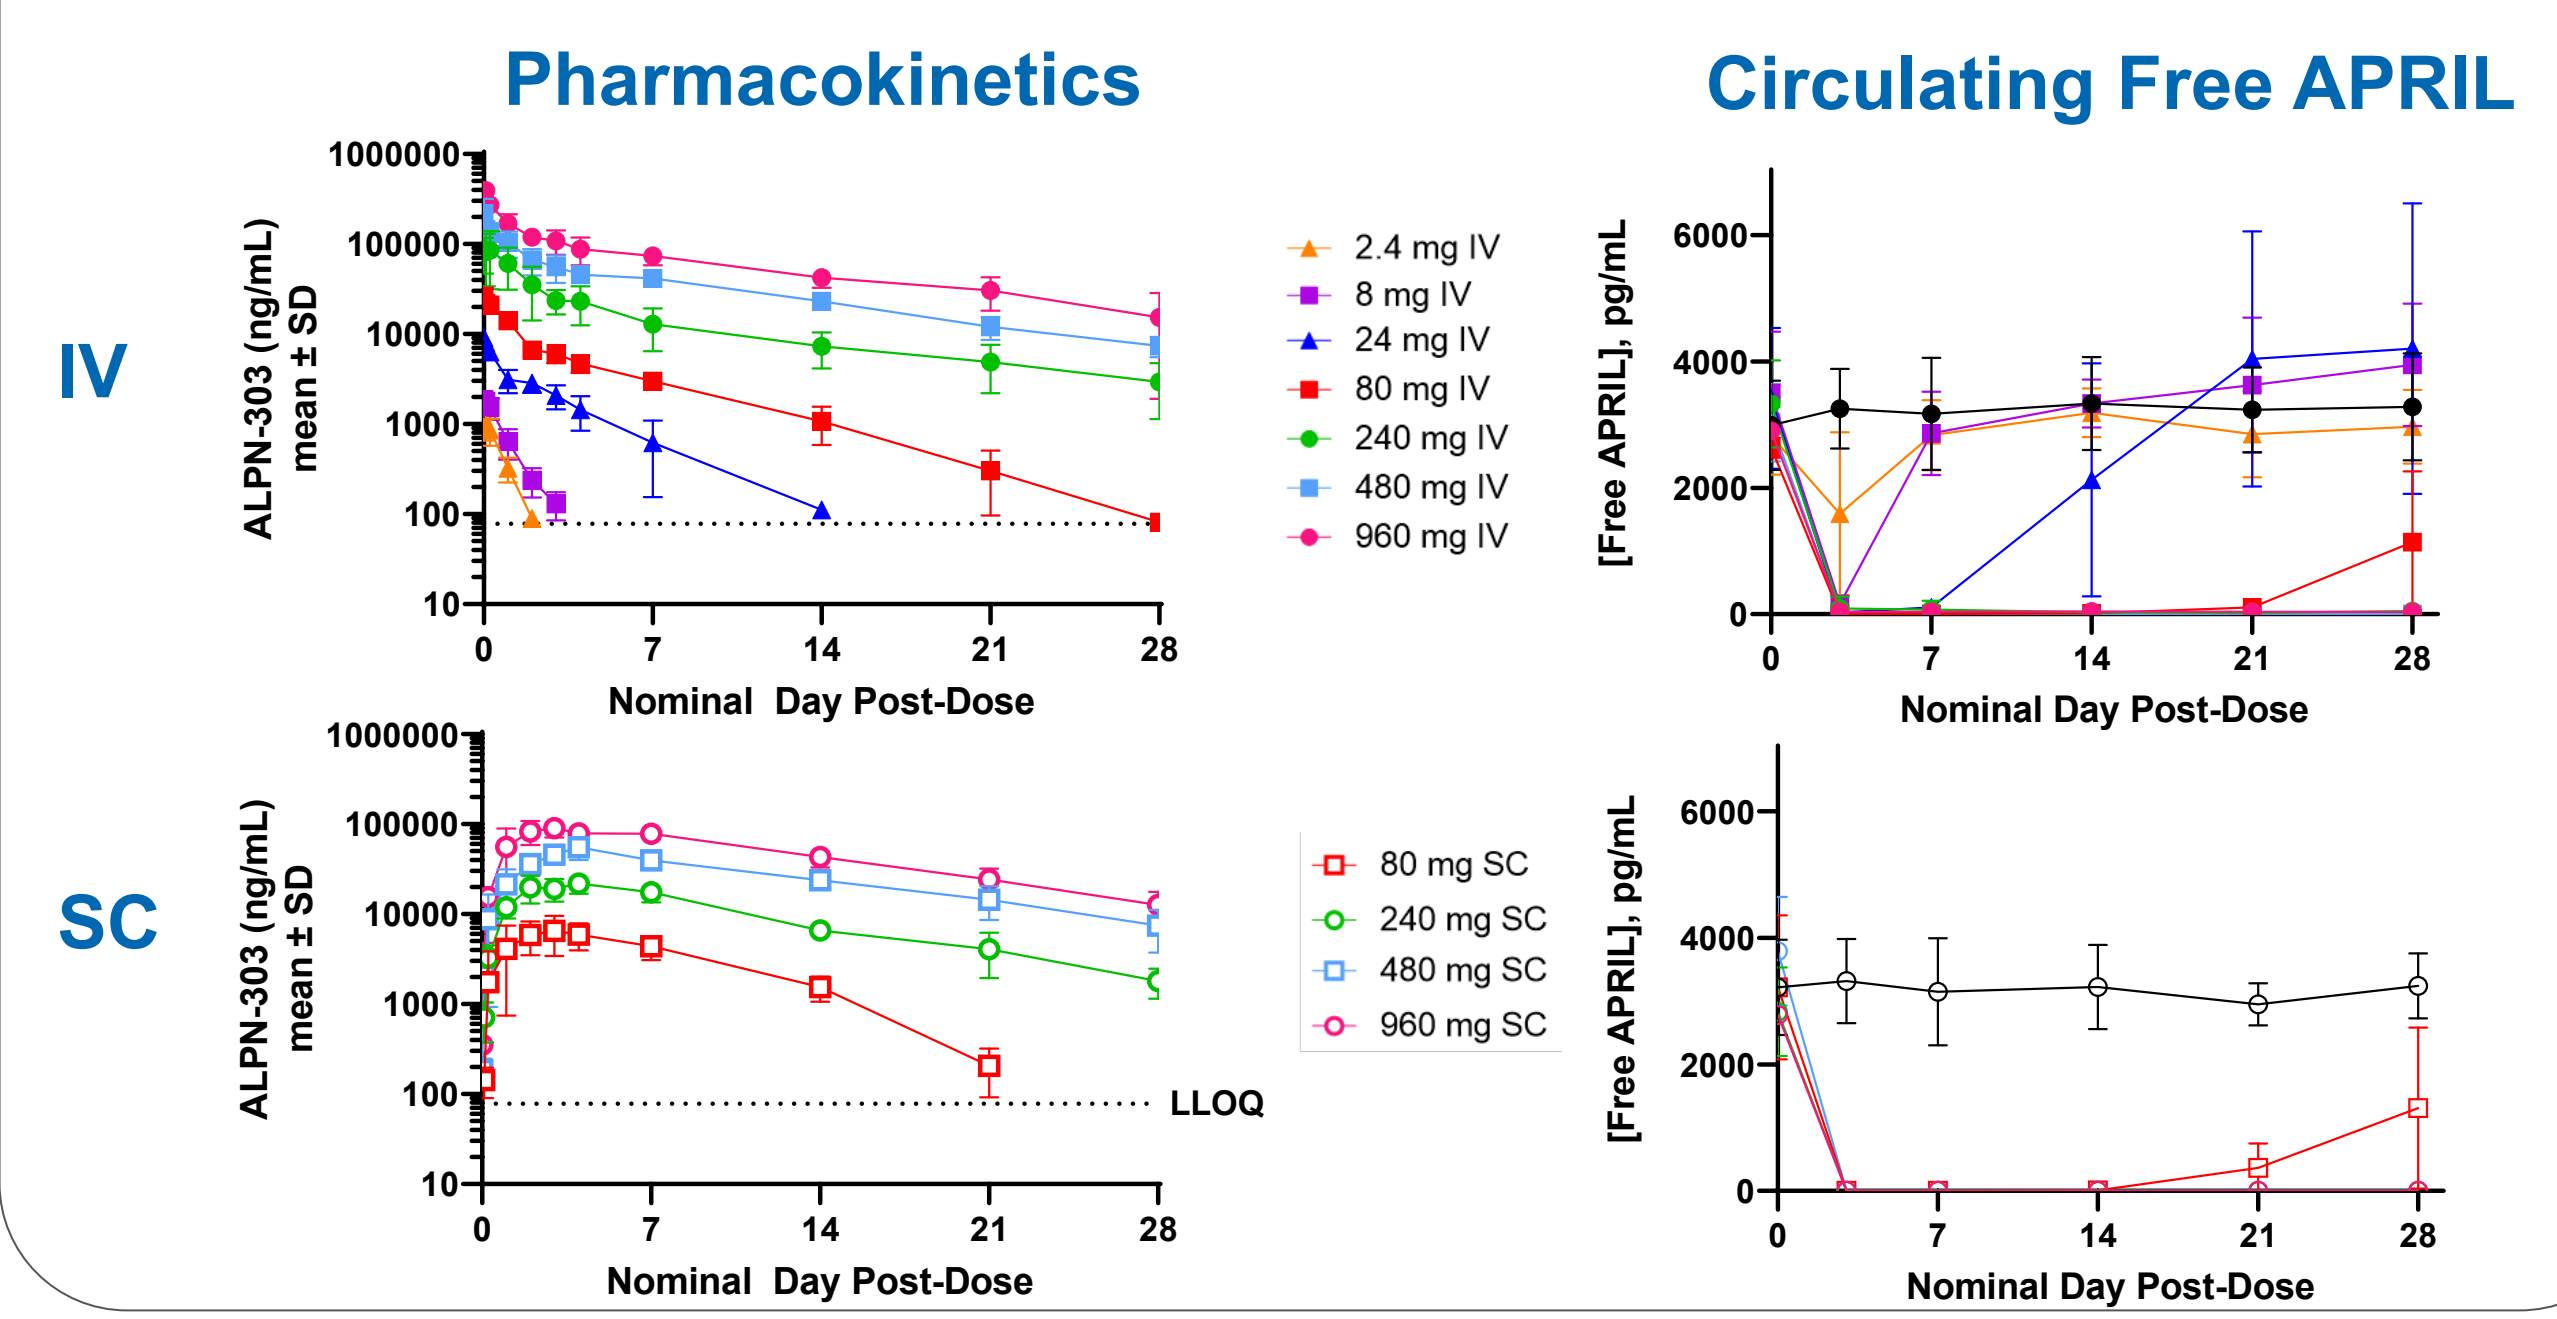 Pharmacokinetics
Circulating Free APRIL
IV
ALPN-303 (ng/mL)
mean ± SD
1000000
100000
10000
1000
100
10
0 7 14 21 28
Nominal Day Post-Dose
2.4 mg IV
8 mg IV
24 mg IV
80 mg IV
240 mg IV
480 mg IV
960 mg IV
[Free APRIL], pg/mL
6000
4000
2000
0
0 7 14 21 28
Nominal Day Post-Dose
SC
ALPN-303 (ng/mL)
mean ± SD
1000000
100000
10000
1000
100
10
LLOQ
0 7 14 21 28
Nominal Day Post-Dose
80 mg SC
240 mg SC
480 mg SC
960 mg SC
[Free APRIL], pg/mL
6000
4000
2000
0
0 7 14 21 28
Nominal Day Post-Dose